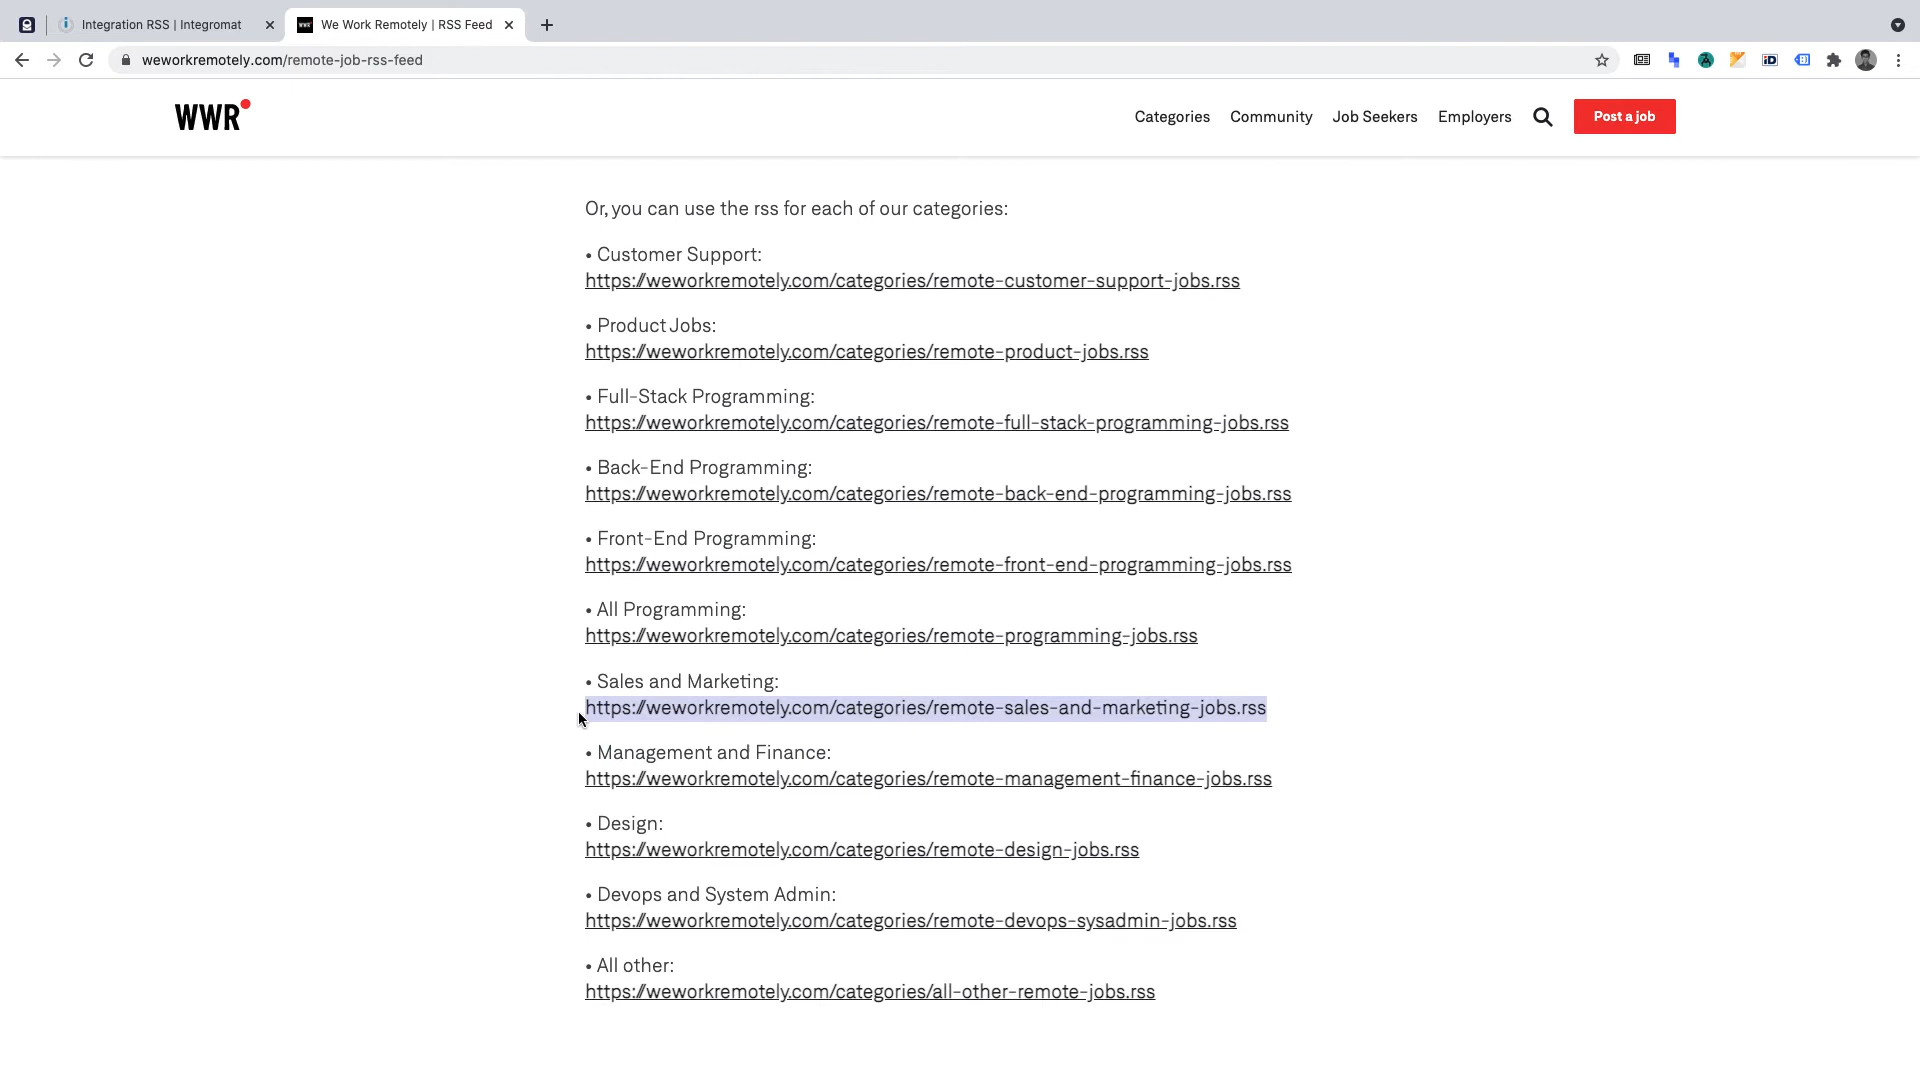 Integration RSS | Integromat
We Work Remotely | RSS Feed
weworkremotely.com/remote-job-rss-feed
WWR
Categories
Community
Job Seekers
Employers
Post a job
Or, you can use the rss for each of our categories:
• Customer Support:
https://weworkremotely.com/categories/remote-customer-support-jobs.rss
• Product Jobs:
https://weworkremotely.com/categories/remote-product-jobs.rss
• Full-Stack Programming:
https://weworkremotely.com/categories/remote-full-stack-programming-jobs.rss
• Back-End Programming:
https://weworkremotely.com/categories/remote-back-end-programming-jobs.rss
• Front-End Programming:
https://weworkremotely.com/categories/remote-front-end-programming-jobs.rss
• All Programming:
https://weworkremotely.com/categories/remote-programming-jobs.rss
• Sales and Marketing:
https://weworkremotely.com/categories/remote-sales-and-marketing-jobs.rss
• Management and Finance:
https://weworkremotely.com/categories/remote-management-finance-jobs.rss
• Design:
https://weworkremotely.com/categories/remote-design-jobs.rss
• Devops and System Admin:
https://weworkremotely.com/categories/remote-devops-sysadmin-jobs.rss
• All other:
https://weworkremotely.com/categories/all-other-remote-jobs.rss